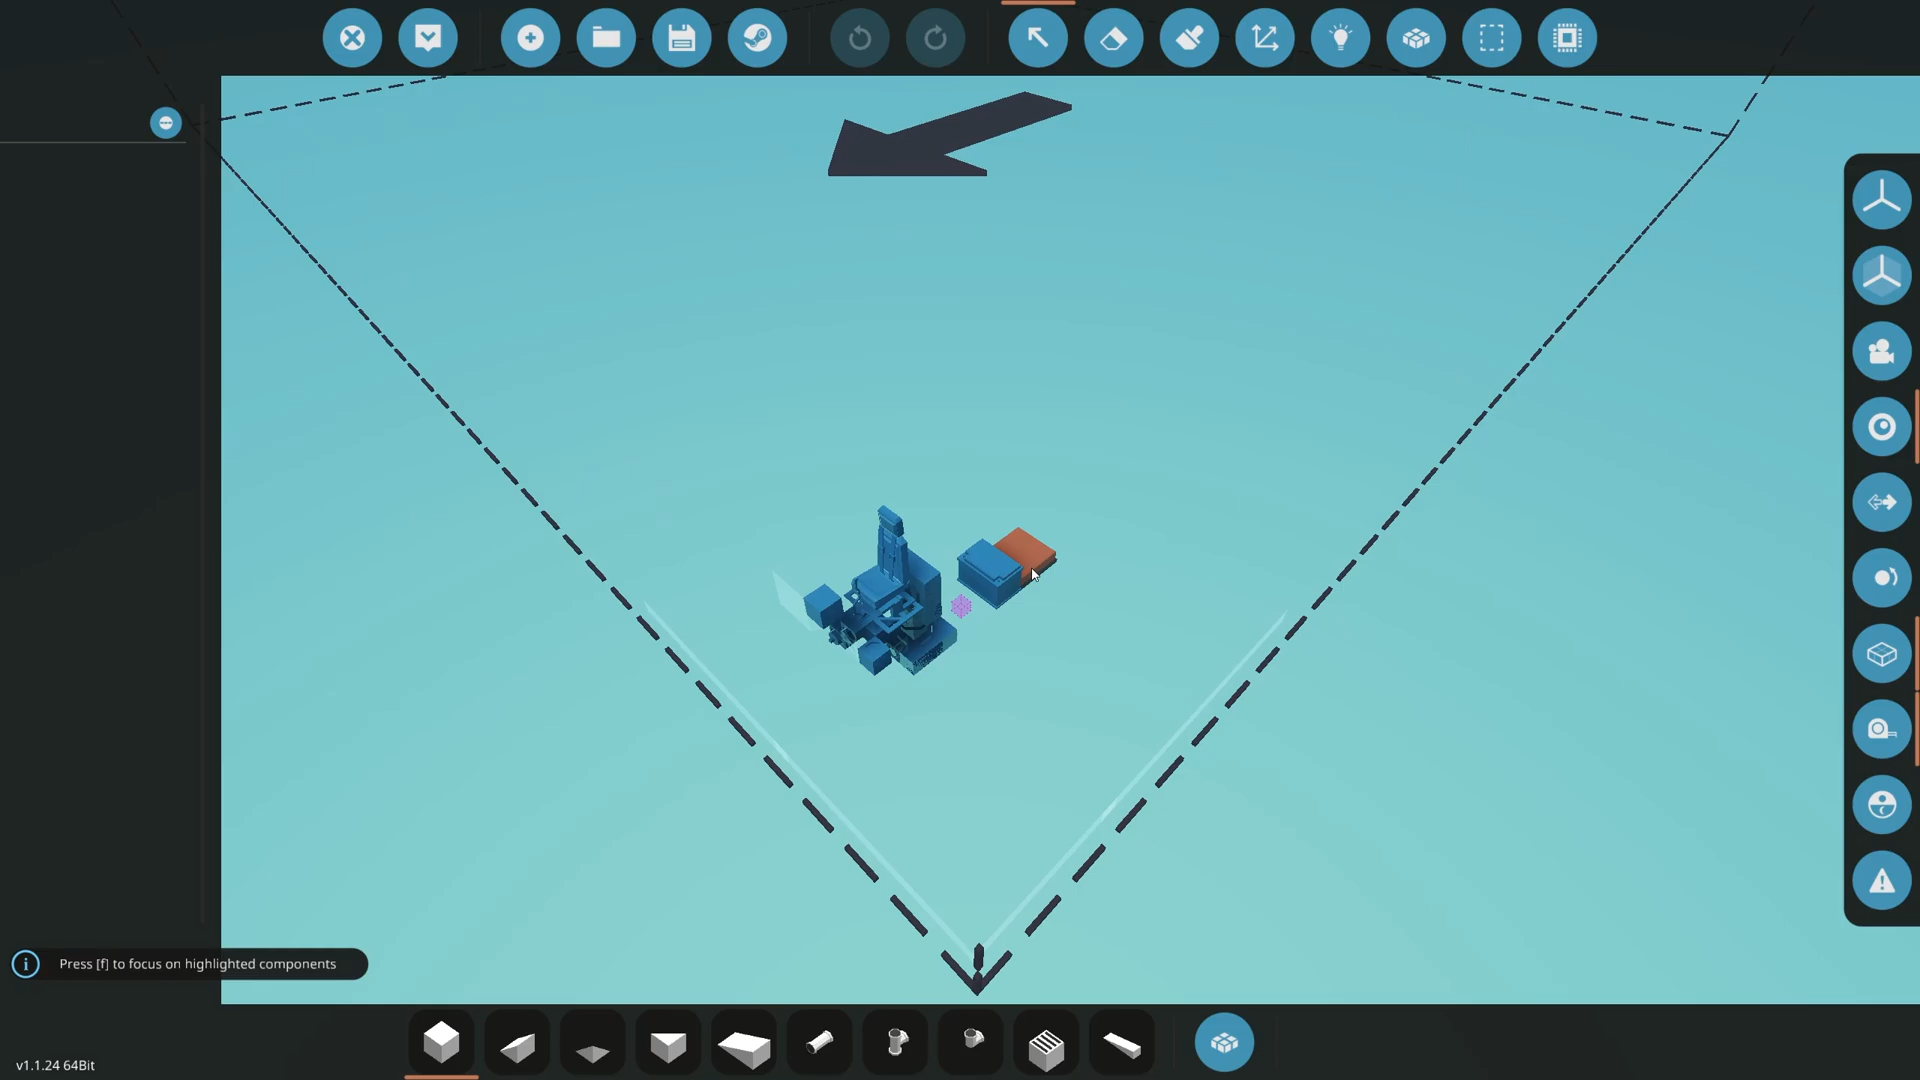 Press [f] to focus on highlighted components
v1.1.24 64Bit